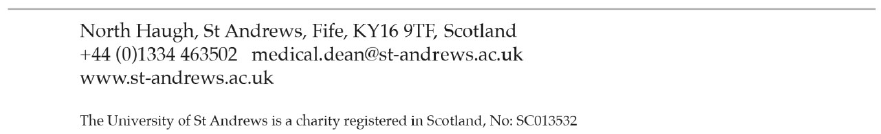 North Haugh, St Andrews, Fife, KY16 9TF, Scotland
+44 (0)1334 463502 medical.dean@st-andrews.ac.uk
www.st-andrews.ac.uk
The University of St Andrews is a charity registered in Scotland, No: SC013532